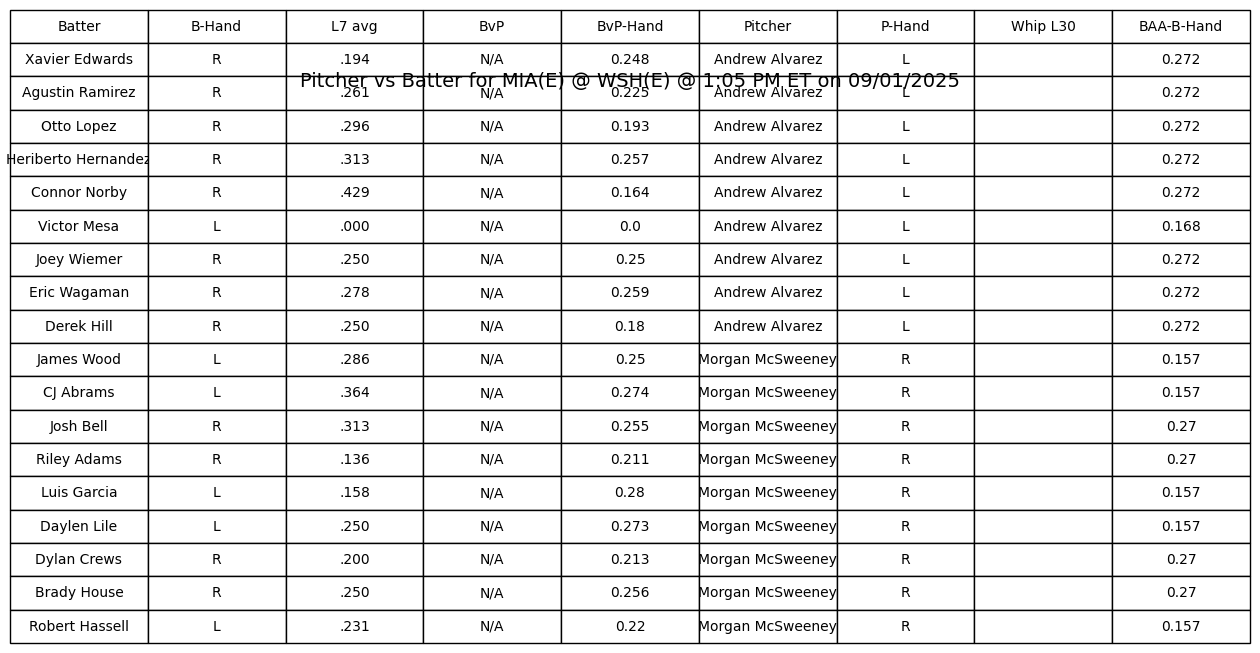 Batter B-Hand L7 avg BvP BvP-Hand Pitcher P-Hand Whip L30 BAA-B-Hand
Xavier Edwards R .194 N/A 0.248 Andrew Alvarez L 0.272
Pitcher vs Batter for MIA(E) @ WSH(E) @ 1:05 PM ET on 09/01/2025
Agustin Ramirez R .261 N/A 0.225 Andrew Alvarez L 0.272
Otto Lopez R .296 N/A 0.193 Andrew Alvarez L 0.272
Heriberto Hernandez R .313 N/A 0.257 Andrew Alvarez L 0.272
Connor Norby R .429 N/A 0.164 Andrew Alvarez L 0.272
Victor Mesa L .000 N/A 0.0 Andrew Alvarez L 0.168
Joey Wiemer R .250 N/A 0.25 Andrew Alvarez L 0.272
Eric Wagaman R .278 N/A 0.259 Andrew Alvarez L 0.272
Derek Hill R .250 N/A 0.18 Andrew Alvarez L 0.272
James Wood L .286 N/A 0.25 Morgan McSweeney R 0.157
CJ Abrams L .364 N/A 0.274 Morgan McSweeney R 0.157
Josh Bell R .313 N/A 0.255 Morgan McSweeney R 0.27
Riley Adams R .136 N/A 0.211 Morgan McSweeney R 0.27
Luis Garcia L .158 N/A 0.28 Morgan McSweeney R 0.157
Daylen Lile L .250 N/A 0.273 Morgan McSweeney R 0.157
Dylan Crews R .200 N/A 0.213 Morgan McSweeney R 0.27
Brady House R .250 N/A 0.256 Morgan McSweeney R 0.27
Robert Hassell L .231 N/A 0.22 Morgan McSweeney R 0.157